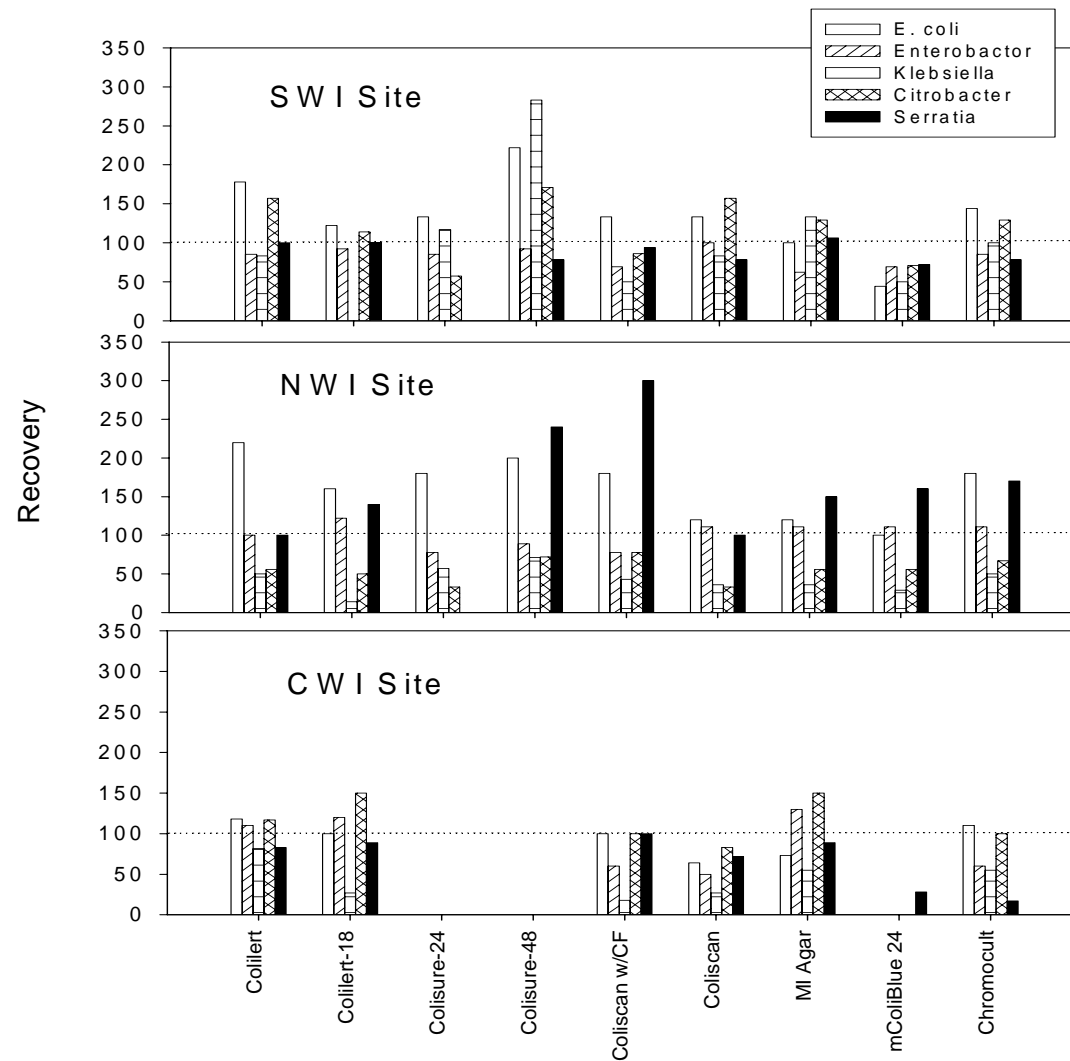 E. coli
Enterobactor
Klebsiella
Citrobacter
Serratia
SWI Site
350
300
250
200
150
100
50
0
NWI Site
350
300
250
200
150
100
50
0
Recovery
CWI Site
350
300
250
200
150
100
50
0
Colilert
Colilert-18
Colisure-24
Colisure-48
Coliscan w/CF
Coliscan
MI Agar
mColiBlue 24
Chromocult